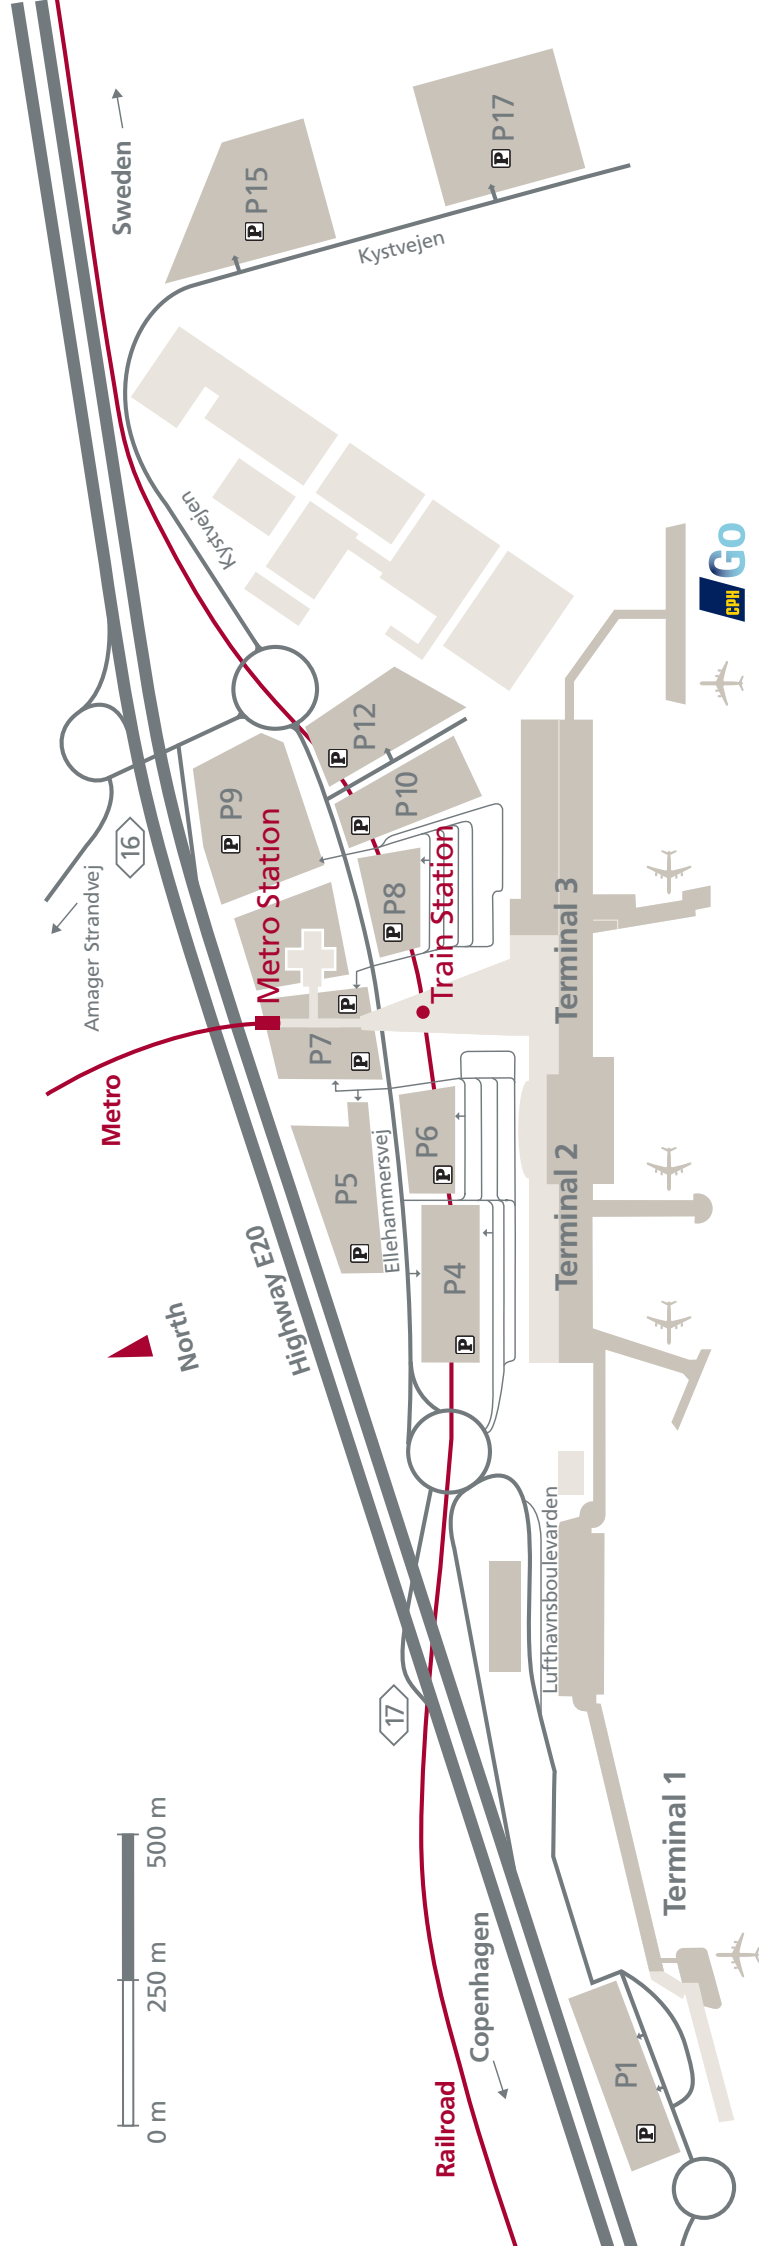 Sweden
P15
P17
Kystvejen
Kystvejen
CPH Go
P12
P10
P9
P8
16
Amager Strandvej
Metro Station
Train Station
Terminal 3
P7
Metro
P6
P5
Ellehammersvej
P4
Terminal 2
Highway E20
North
Lufthavnsboulevarden
17
Terminal 1
0 m
250 m
500 m
Copenhagen
Railroad
P1
P
P
P
P
P
P
P
P
P
P
P
P